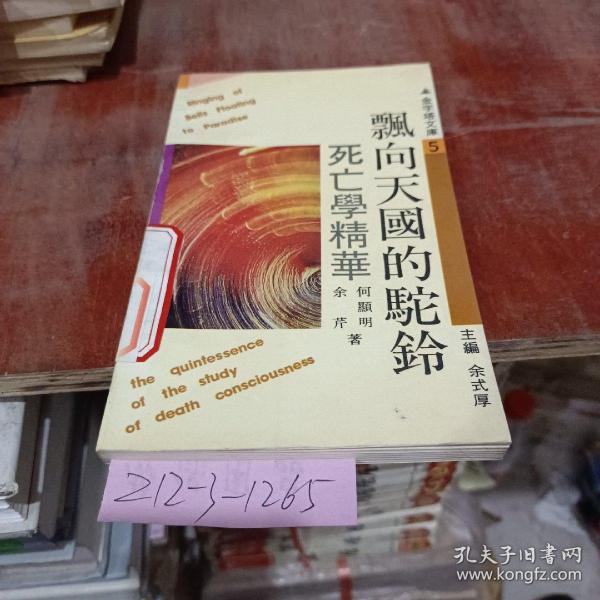 Ringing of
Bells Floating
to Paradise
金字塔文庫
5
飄向天國的駝鈴
死亡學精華
何顯明
余芹
著
主編 余式厚
the quintessence
of the study
of death consciousness
Z12-3-1265
孔夫子旧書网
www.kongfz.com